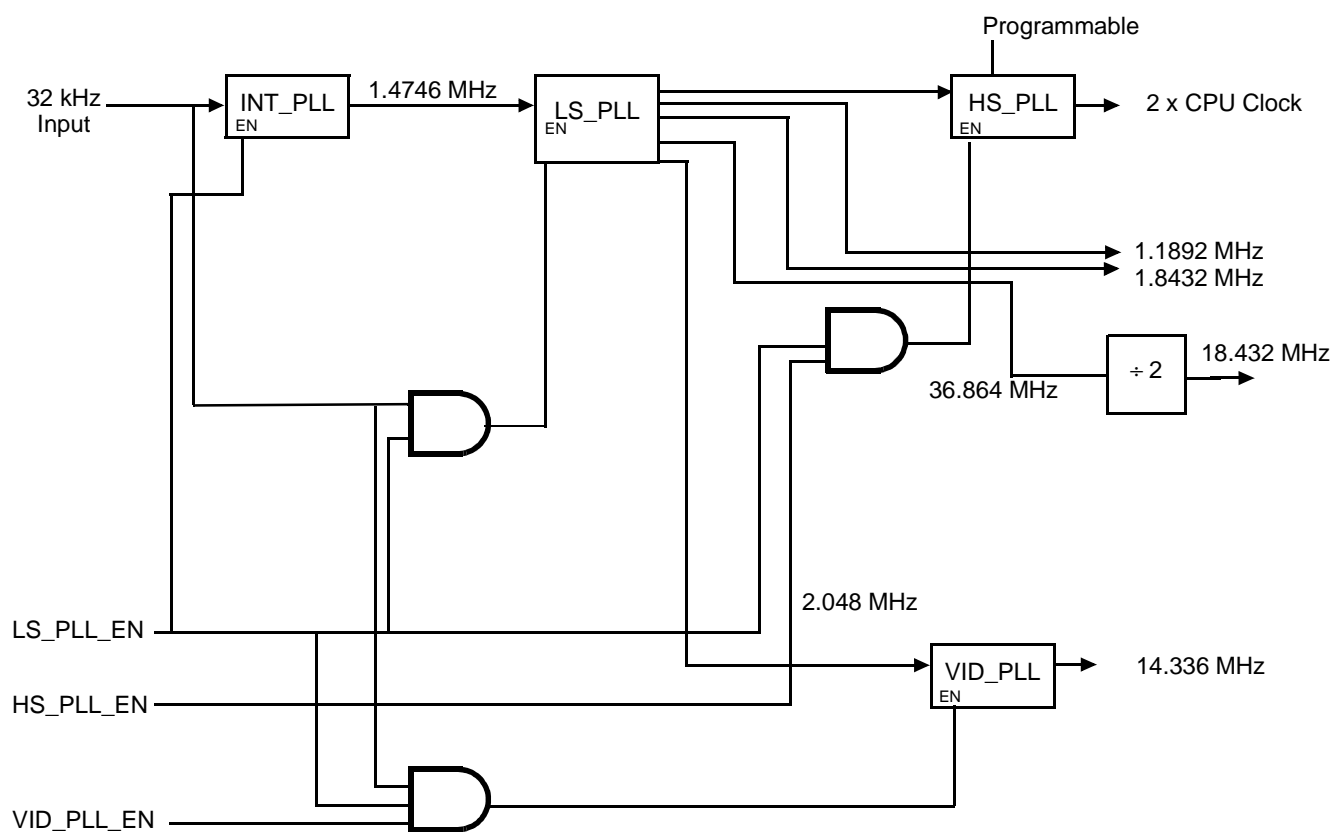 Programmable
32 kHz
Input
INT_PLL
EN
1.4746 MHz
LS_PLL
EN
HS_PLL
EN
2 x CPU Clock
1.1892 MHz
1.8432 MHz
18.432 MHz
÷ 2
36.864 MHz
2.048 MHz
LS_PLL_EN
VID_PLL
EN
14.336 MHz
HS_PLL_EN
VID_PLL_EN